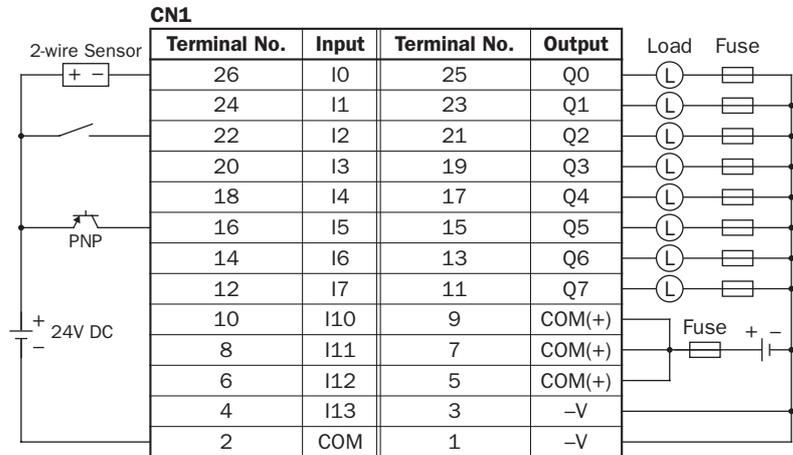 CN1
Terminal No. Input Terminal No. Output
2-wire Sensor Load Fuse
+ − 26 I0 25 Q0 L
24 I1 23 Q1 L
22 I2 21 Q2 L
20 I3 19 Q3 L
18 I4 17 Q4 L
16 I5 15 Q5 L
PNP
14 I6 13 Q6 L
12 I7 11 Q7 L
10 I10 9 COM(+)
+ 24V DC −
Fuse + −
8 I11 7 COM(+)
6 I12 5 COM(+)
4 I13 3 –V
2 COM 1 –V